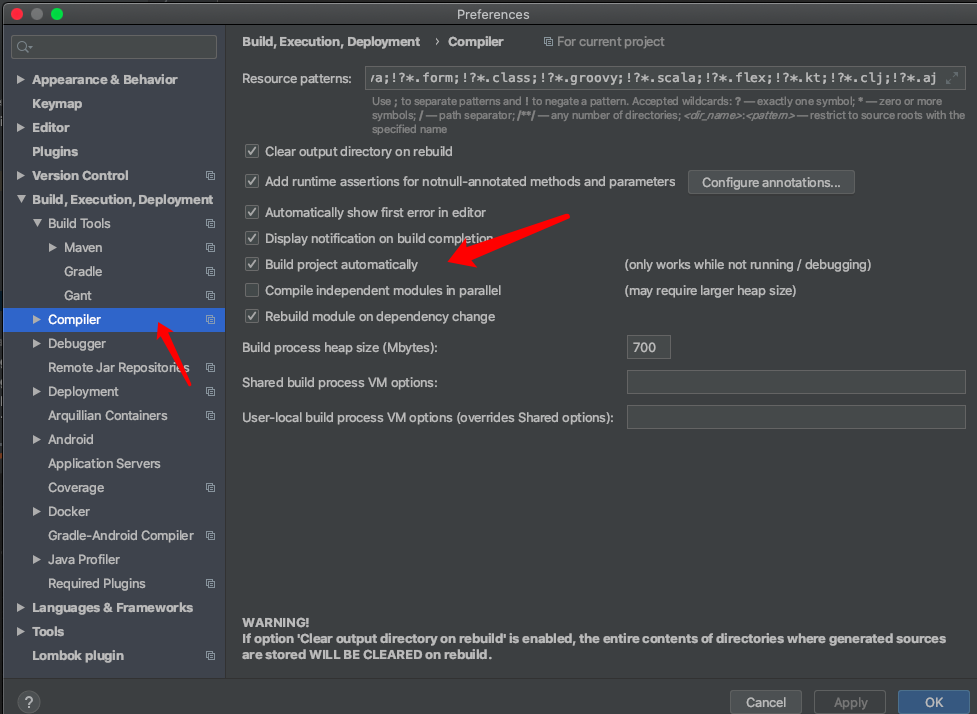 Preferences
Build, Execution, Deployment › Compiler For current project
Appearance & Behavior
Keymap
Editor
Plugins
Version Control
Build, Execution, Deployment
Build Tools
Maven
Gradle
Gant
Compiler
Debugger
Remote Jar Repositories
Deployment
Arquillian Containers
Android
Application Servers
Coverage
Docker
Gradle-Android Compiler
Java Profiler
Required Plugins
Languages & Frameworks
Tools
Lombok plugin
Resource patterns: va;!?*.form;!?*.class;!?*.groovy;!?*.scala;!?*.flex;!?*.kt;!?*.clj;!?*.aj
Use ; to separate patterns and ! to negate a pattern. Accepted wildcards: ? — exactly one symbol; * — zero or more
symbols; / — path separator; /**/ — any number of directories; <dir_name>:<pattern> — restrict to source roots with the
specified name
Clear output directory on rebuild
Add runtime assertions for notnull-annotated methods and parameters Configure annotations...
Automatically show first error in editor
Display notification on build completion
Build project automatically (only works while not running / debugging)
Compile independent modules in parallel (may require larger heap size)
Rebuild module on dependency change
Build process heap size (Mbytes): 700
Shared build process VM options:
User-local build process VM options (overrides Shared options):
WARNING!
If option 'Clear output directory on rebuild' is enabled, the entire contents of directories where generated sources
are stored WILL BE CLEARED on rebuild.
? Cancel Apply OK